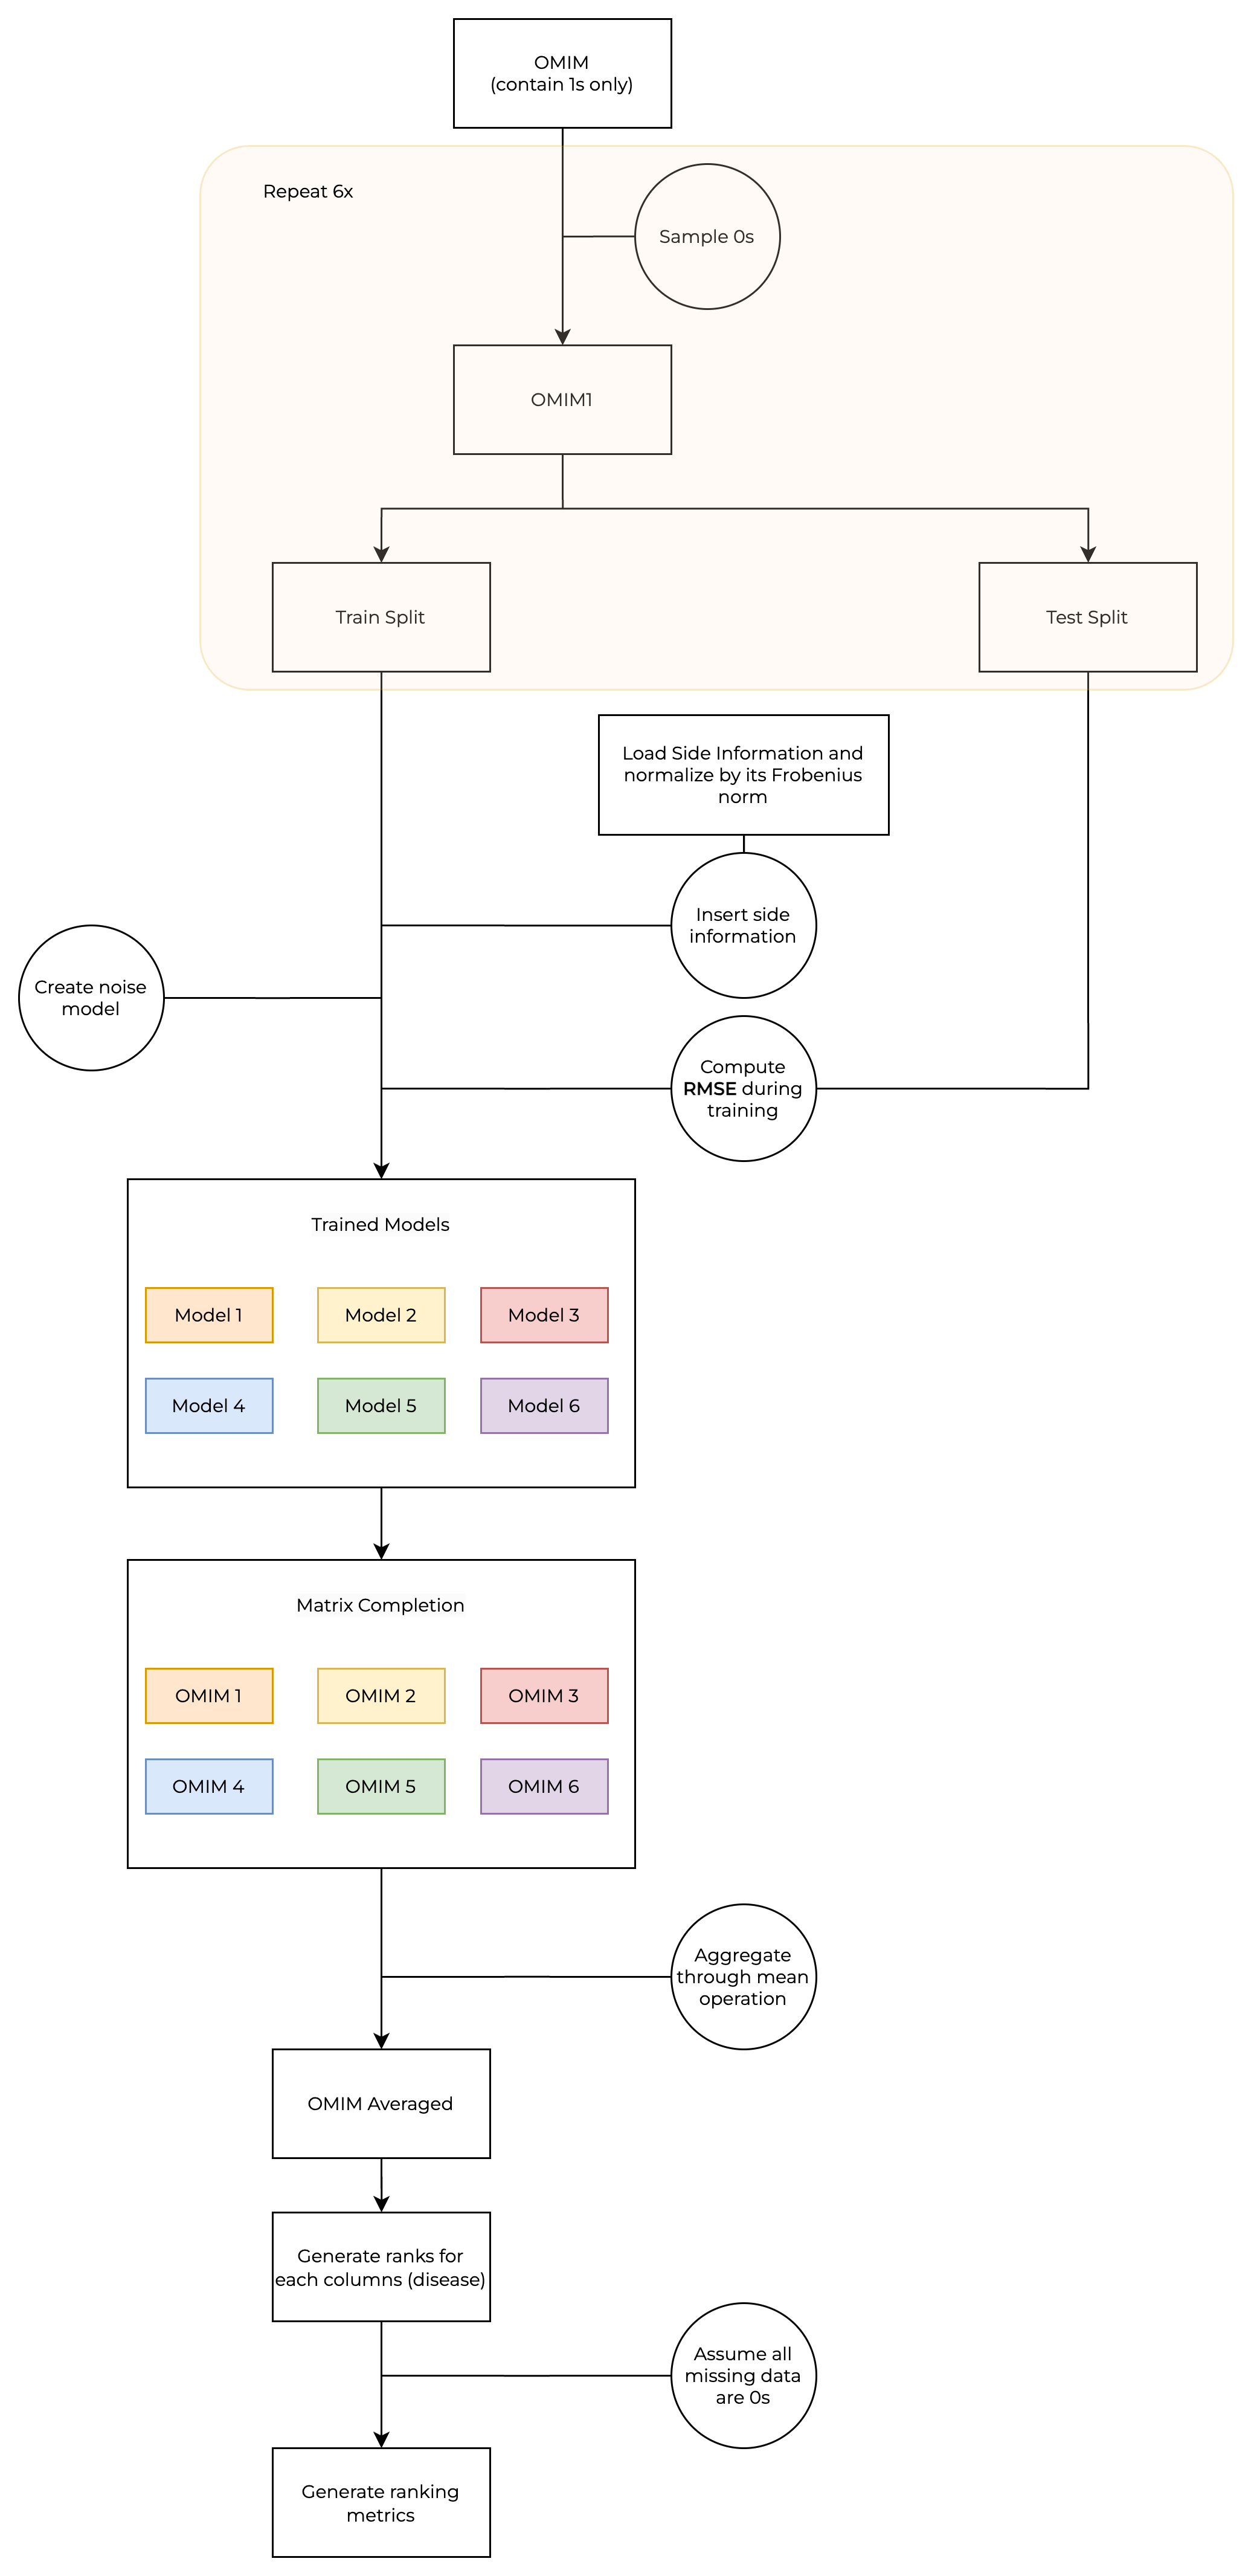 OMIM
(contain 1s only)
Repeat 6x
Sample 0s
OMIM1
Train Split
Test Split
Load Side Information and
normalize by its Frobenius
norm
Insert side
information
Create noise
model
Compute
RMSE during
training
Trained Models
Model 1
Model 2
Model 3
Model 4
Model 5
Model 6
Matrix Completion
OMIM 1
OMIM 2
OMIM 3
OMIM 4
OMIM 5
OMIM 6
Aggregate
through mean
operation
OMIM Averaged
Generate ranks for
each columns (disease)
Assume all
missing data
are 0s
Generate ranking
metrics